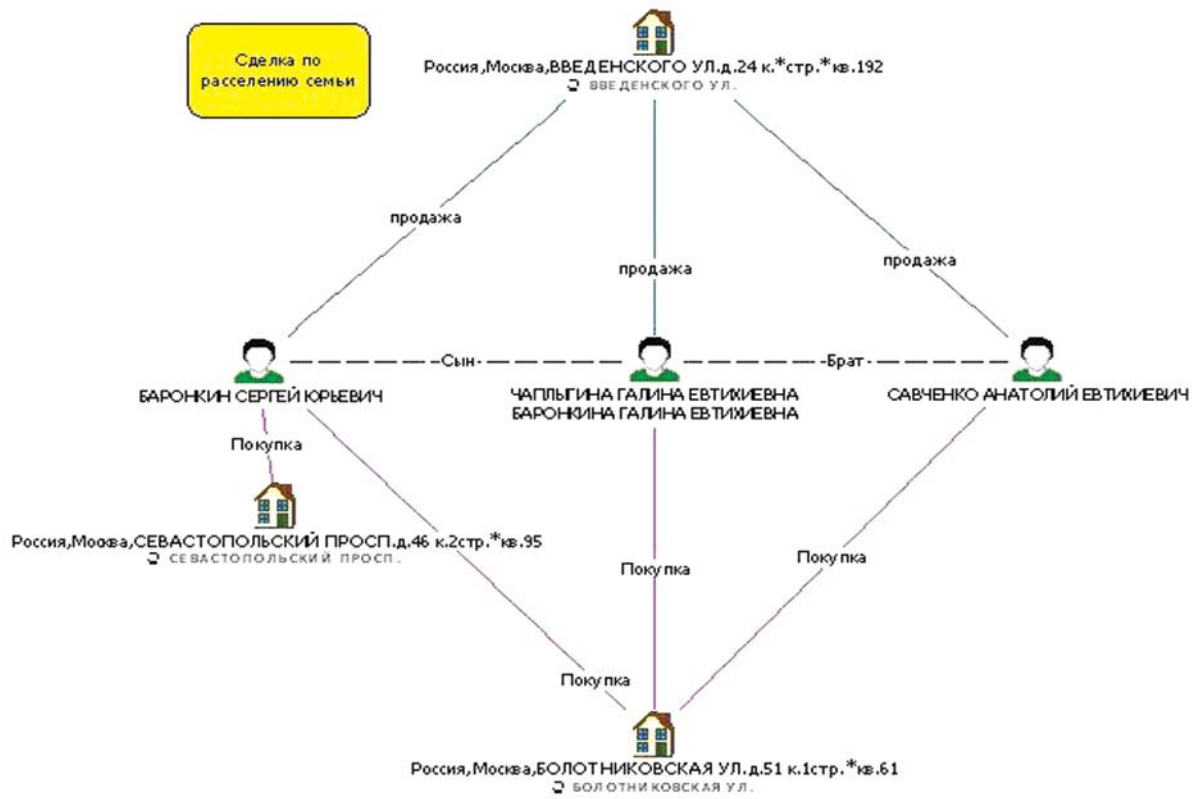 Сделка по
расселению семьи
Россия,Москва,ВВЕДЕНСКОГО УЛ.д.24 к.*стр.*кв.192
ВВЕДЕНСКОГО УЛ.
продажа
продажа
продажа
Сын
Брат
БАРОНКИН СЕРГЕЙ ЮРЬЕВИЧ
ЧАПЛЫГИНА ГАЛИНА ЕВТИХИЕВНА
БАРОНКИНА ГАЛИНА ЕВТИХИЕВНА
САВЧЕНКО АНАТОЛИЙ ЕВТИХИЕВИЧ
Покупка
Россия,Москва,СЕВАСТОПОЛЬСКИЙ ПРОСП.д.46 к.2стр.*кв.95
СЕВАСТОПОЛЬСКИЙ ПРОСП.
Покупка
Покупка
Покупка
Россия,Москва,БОЛОТНИКОВСКАЯ УЛ.д.51 к.1стр.*кв.61
БОЛОТНИКОВСКАЯ УЛ.